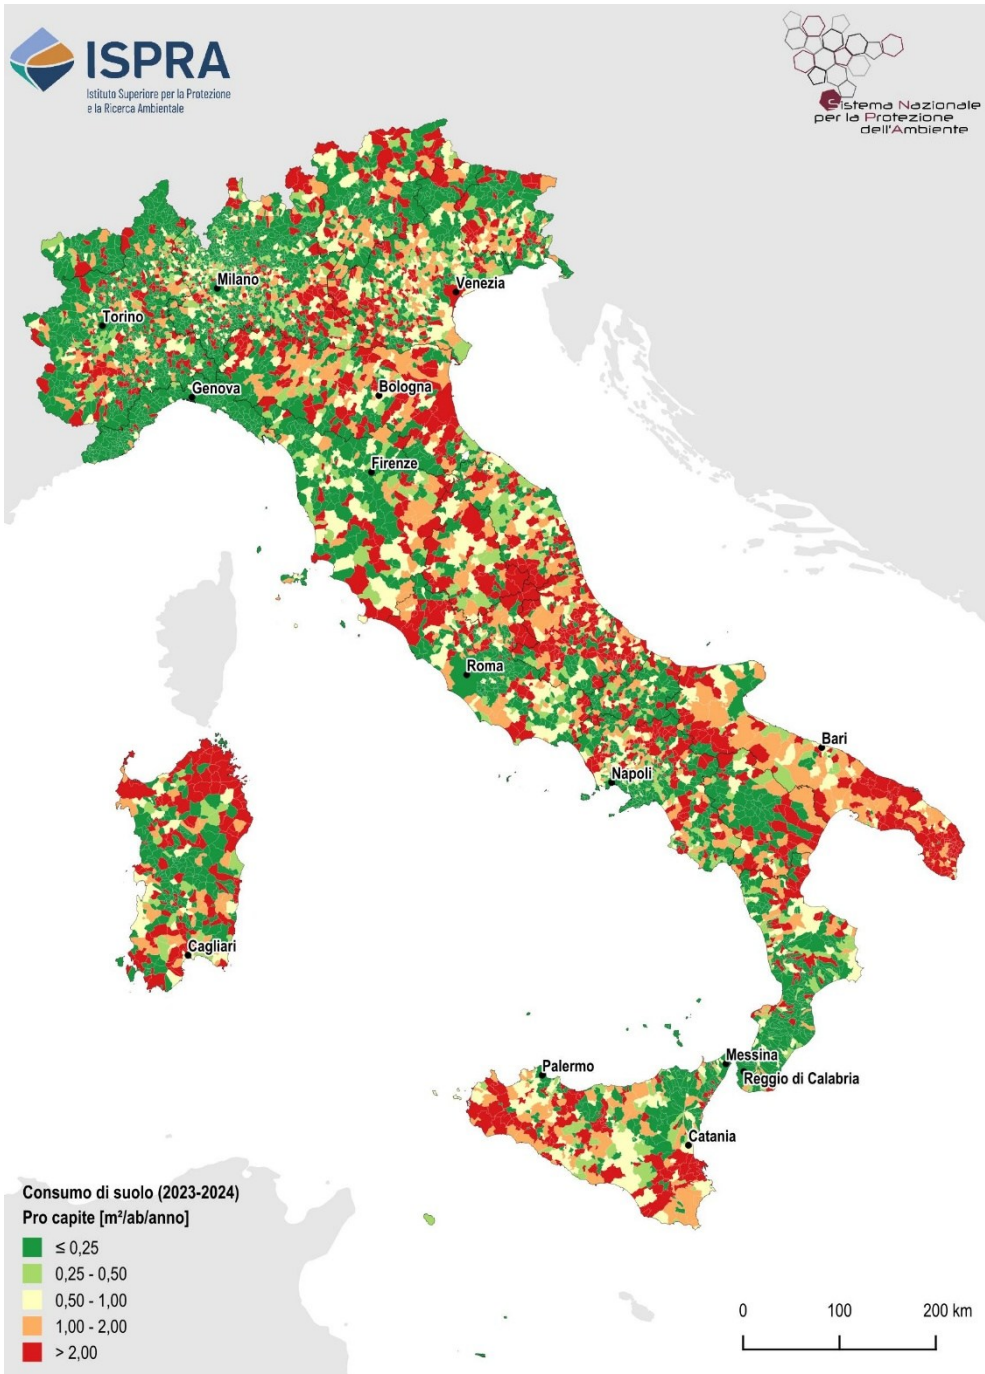 ISPRA
Istituto Superiore per la Protezione
e la Ricerca Ambientale
Sistema Nazionale
per la Protezione
dell'Ambiente
Milano
Venezia
Torino
Genova
Bologna
Firenze
Roma
Bari
Napoli
Cagliari
Messina
Palermo
Reggio di Calabria
Catania
Consumo di suolo (2023-2024)
Pro capite [m²/ab/anno]
≤ 0,25
0,25 - 0,50
0,50 - 1,00
1,00 - 2,00
> 2,00
0 100 200 km